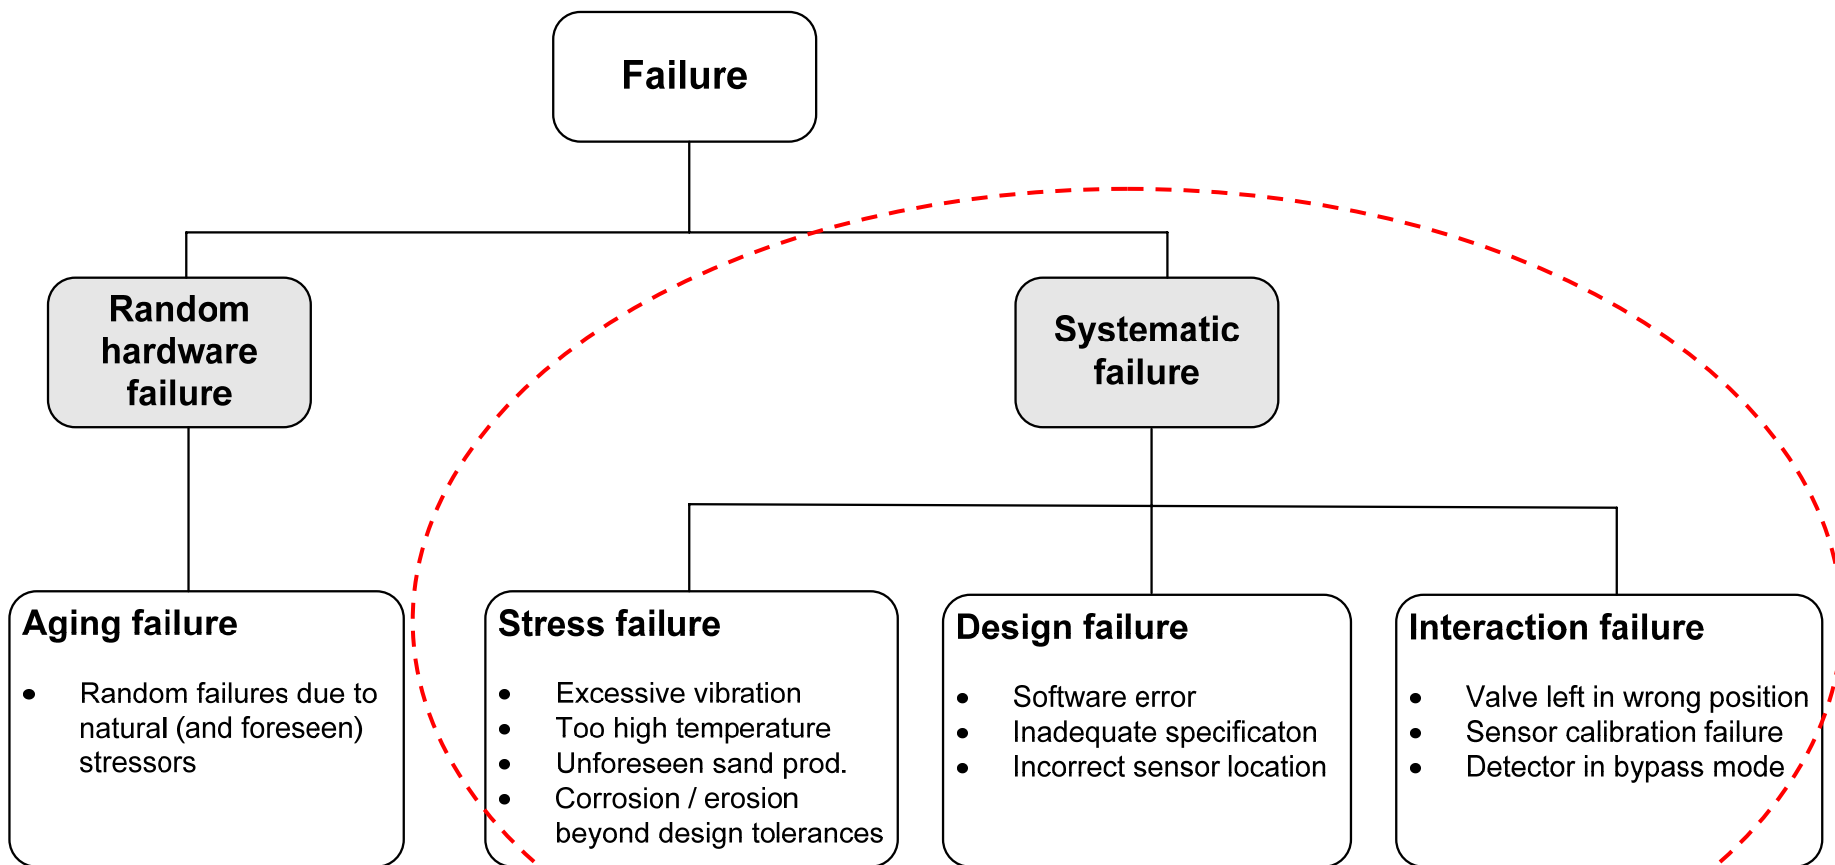 Failure
Random
hardware
failure
Systematic
failure
Aging failure
• Random failures due to
natural (and foreseen)
stressors
Stress failure
• Excessive vibration
• Too high temperature
• Unforeseen sand prod.
• Corrosion / erosion
beyond design tolerances
Design failure
• Software error
• Inadequate specificaton
• Incorrect sensor location
Interaction failure
• Valve left in wrong position
• Sensor calibration failure
• Detector in bypass mode